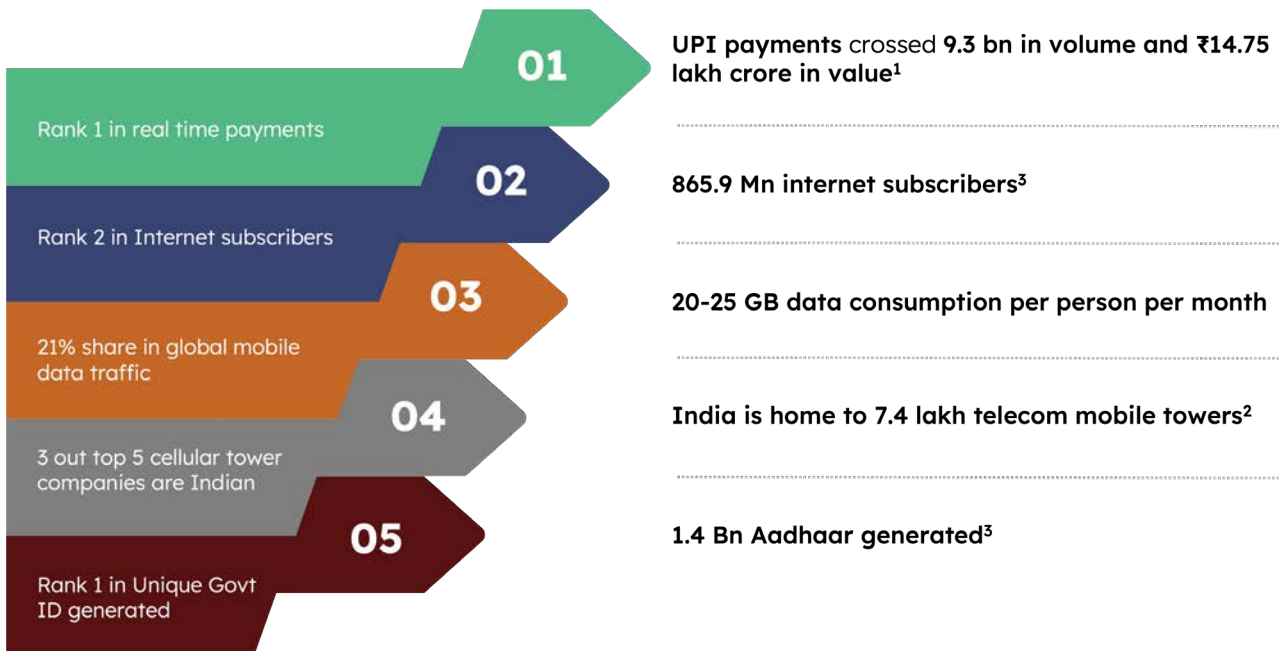 01
UPI payments crossed 9.3 bn in volume and ₹14.75
lakh crore in value¹
Rank 1 in real time payments
02
865.9 Mn internet subscribers³
Rank 2 in Internet subscribers
03
20-25 GB data consumption per person per month
21% share in global mobile
data traffic
04
India is home to 7.4 lakh telecom mobile towers²
3 out top 5 cellular tower
companies are Indian
05
1.4 Bn Aadhaar generated³
Rank 1 in Unique Govt
ID generated